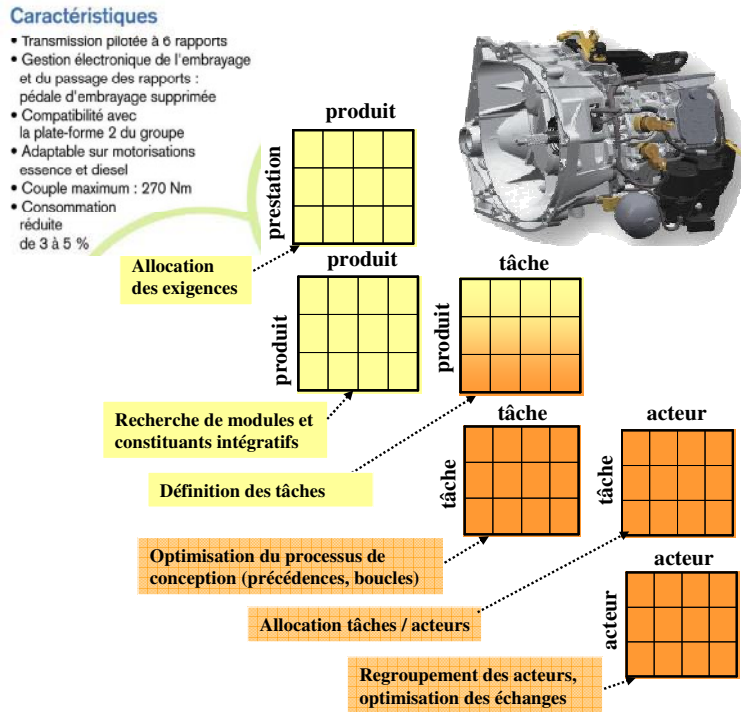 Caractéristiques
• Transmission pilotée à 6 rapports
• Gestion électronique de l'embrayage
et du passage des rapports :
pédale d'embrayage supprimée
• Compatibilité avec
la plate-forme 2 du groupe
• Adaptable sur motorisations
essence et diesel
• Couple maximum : 270 Nm
• Consommation
réduite
de 3 à 5 %
produit
prestation
Allocation
des exigences
produit
produit
tâche
produit
Recherche de modules et
constituants intégratifs
tâche
tâche
acteur
tâche
Définition des tâches
Optimisation du processus de
conception (précédences, boucles)
acteur
acteur
Allocation tâches / acteurs
Regroupement des acteurs,
optimisation des échanges